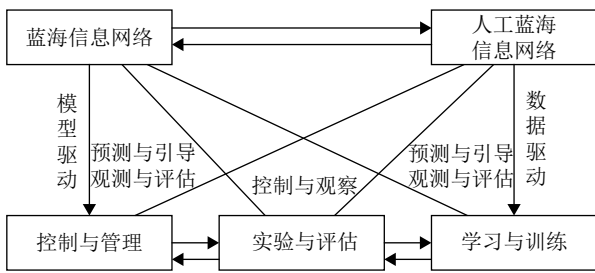 蓝海信息网络
人工蓝海
信息网络
模型驱动
数据驱动
预测与引导
观测与评估
控制与观察
预测与引导
观测与评估
控制与管理
实验与评估
学习与训练